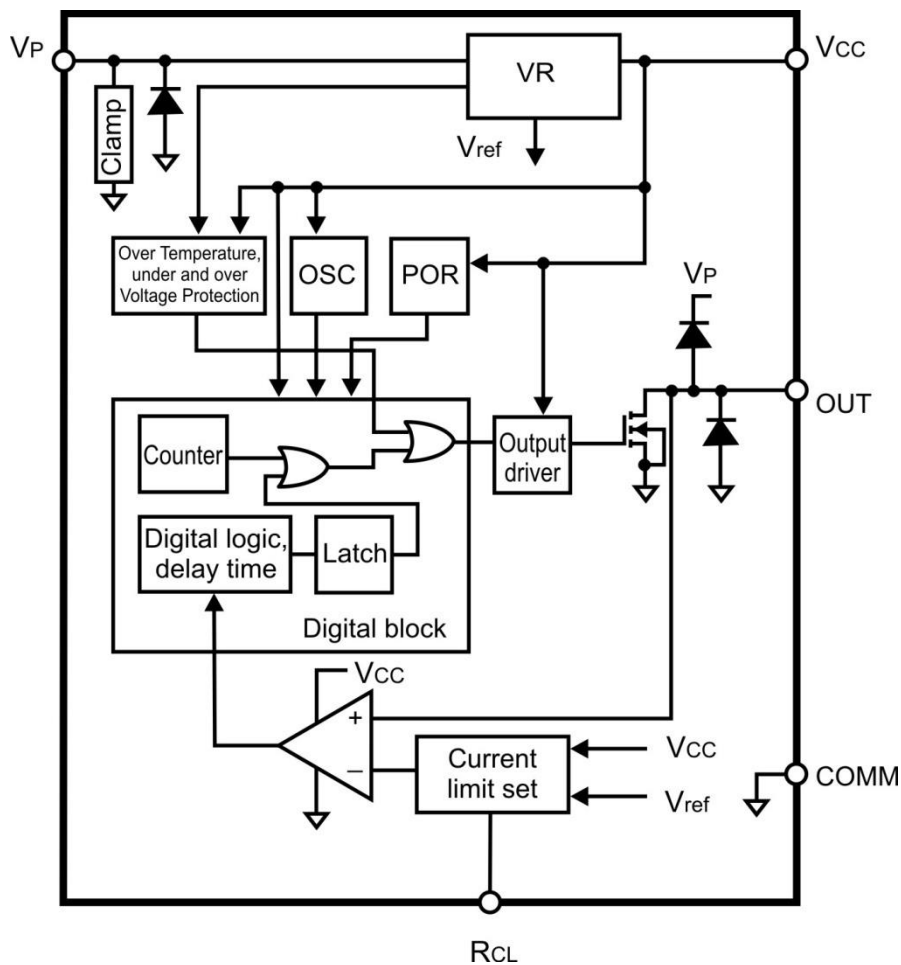 VP
VCC
VR
Clamp
Vref
Over Temperature,
under and over
Voltage Protection
OSC
POR
VP
OUT
Counter
Output
driver
Digital logic,
delay time
Latch
Digital block
VCC
+
–
Current
limit set
VCC
Vref
COMM
RCL